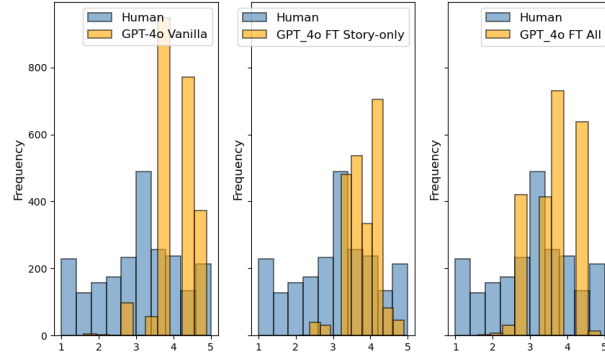 Human
GPT-4o Vanilla
Human
GPT_4o FT Story-only
Human
GPT_4o FT All
Frequency
Frequency
Frequency
800
600
400
200
0
1 2 3 4 5
1 2 3 4 5
1 2 3 4 5